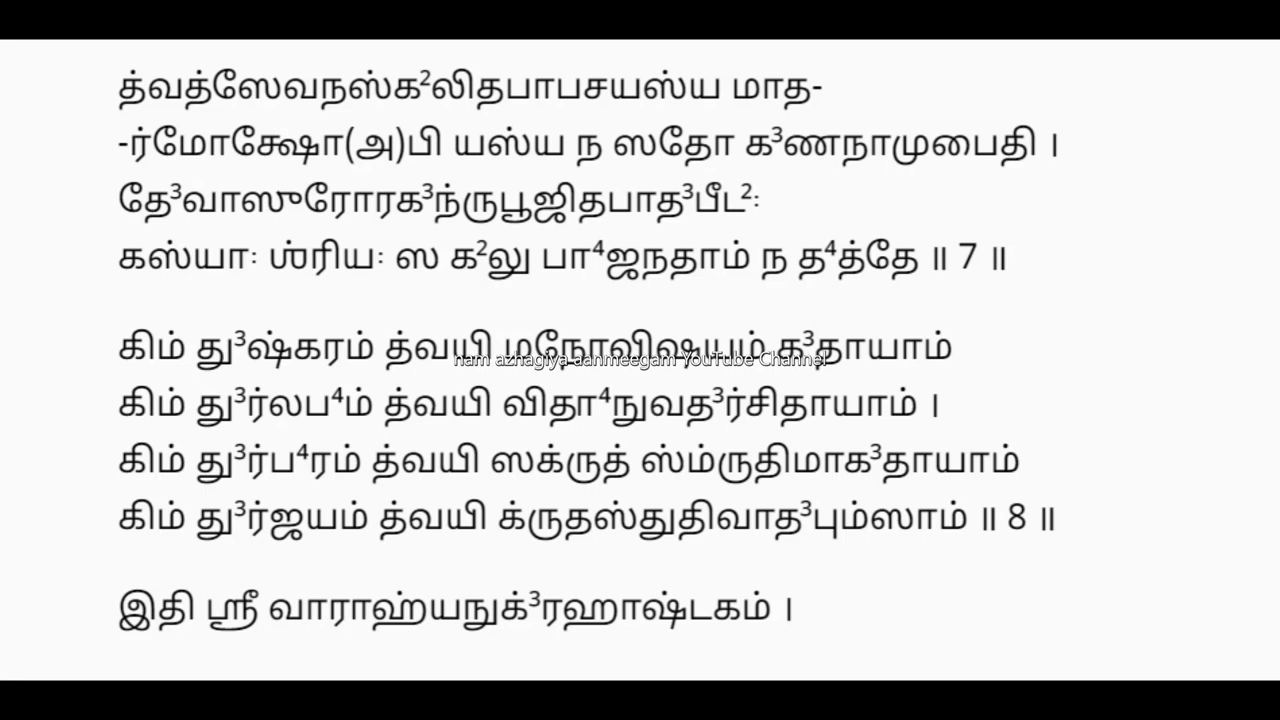 த்வத்ஸேவநஸ்க²லிதபாபசயஸ்ய மாத-
-ர்மோக்ஷோ(அ)பி யஸ்ய ந ஸதோ க³ணநாமுபைதி ।
தே³வாஸுரோரக³ந்ருபூஜிதபாத³பீட²꞉
கஸ்யா꞉ ஶ்ரிய꞉ ஸ க²லு பா⁴ஜநதாம் ந த⁴த்தே ॥ 7 ॥
கிம் து³ஷ்கரம் த்வயி மநோவிஷயம் க³தாயாம்
nam azhagiya aanmeegam YouTube Channel
கிம் து³ர்லப⁴ம் த்வயி விதா⁴நுவத³ர்சிதாயாம் ।
கிம் து³ர்ப⁴ரம் த்வயி ஸக்ருத் ஸ்ம்ருதிமாக³தாயாம்
கிம் து³ர்ஜயம் த்வயி க்ருதஸ்துதிவாத³பும்ஸாம் ॥ 8 ॥
இதி ஶ்ரீ வாராஹ்யநுக்³ரஹாஷ்டகம் ।